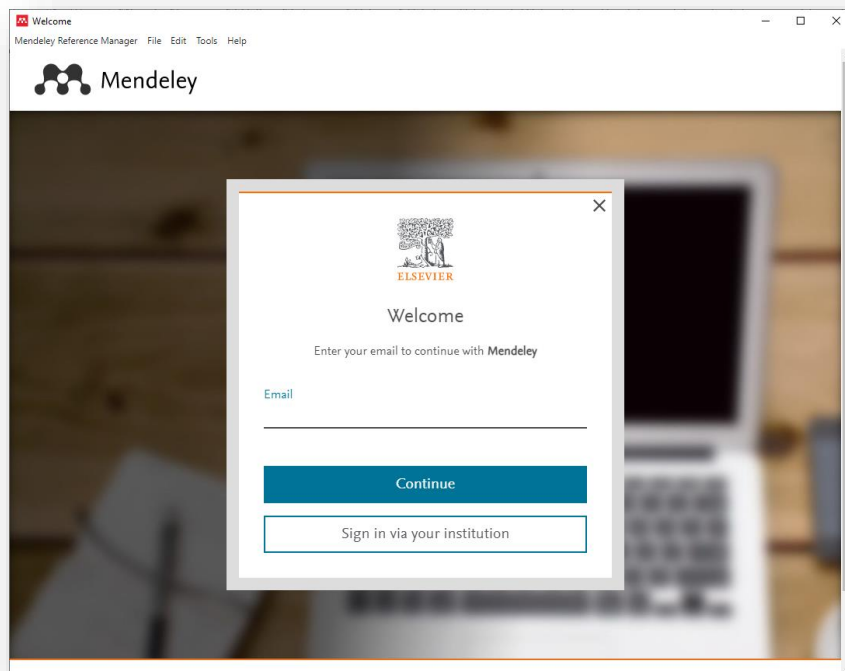 Welcome
Mendeley Reference Manager File Edit Tools Help
Mendeley
ELSEVIER
Welcome
Enter your email to continue with Mendeley
Email
Continue
Sign in via your institution